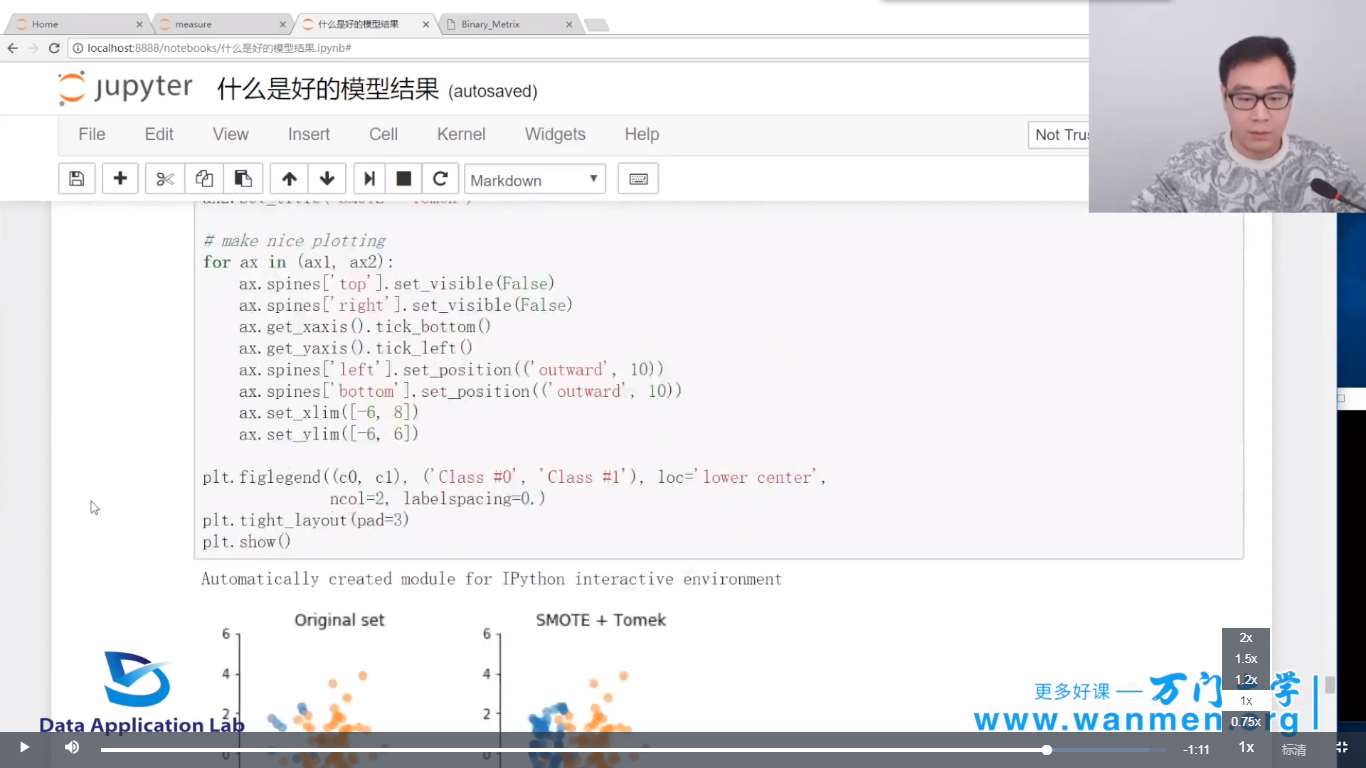 Home
measure
什么是好的模型结果
Binary_Metrix
localhost:8888/notebooks/什么是好的模型结果.ipynb#
jupyter 什么是好的模型结果 (autosaved)
File Edit View Insert Cell Kernel Widgets Help
Not Trus
Markdown
# make nice plotting
for ax in (ax1, ax2):
    ax.spines['top'].set_visible(False)
    ax.spines['right'].set_visible(False)
    ax.get_xaxis().tick_bottom()
    ax.get_yaxis().tick_left()
    ax.spines['left'].set_position(('outward', 10))
    ax.spines['bottom'].set_position(('outward', 10))
    ax.set_xlim([-6, 8])
    ax.set_ylim([-6, 6])
plt.figlegend((c0, c1), ('Class #0', 'Class #1'), loc='lower center',
              ncol=2, labelspacing=0.)
plt.tight_layout(pad=3)
plt.show()
Automatically created module for IPython interactive environment
Original set
SMOTE + Tomek
6
4
2
0
6
4
2
0
Data Application Lab
更多好课 — 万门 学
www.wanmen.org
2x
1.5x
1.2x
1x
0.75x
-1:11
1x
标清